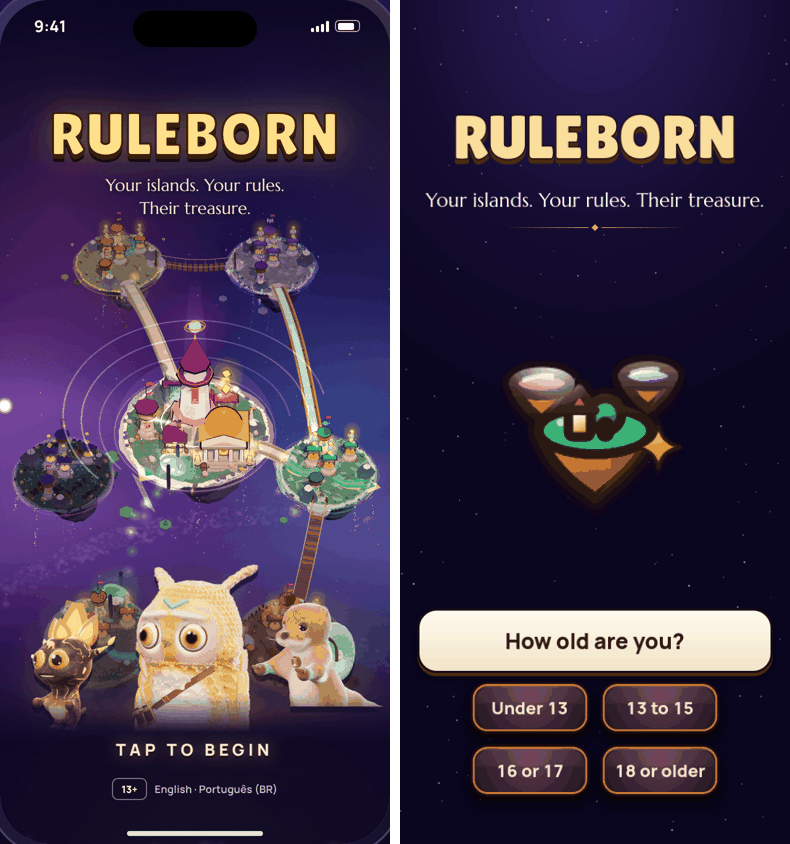 9:41
RULEBORN
Your islands. Your rules.
Their treasure.
TAP TO BEGIN
13+ English · Português (BR)
RULEBORN
Your islands. Your rules. Their treasure.
How old are you?
Under 13
13 to 15
16 or 17
18 or older